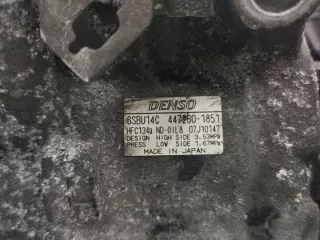 DENSO
6SBU14C 447260-1851
HFC134a ND-OIL8 07J10147
DESIGN HIGH SIDE 3.53MPa
PRESS LOW SIDE 1.67MPa
MADE IN JAPAN